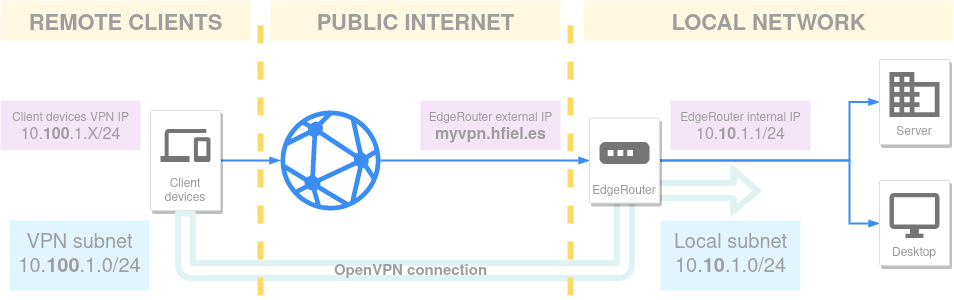 REMOTE CLIENTS
PUBLIC INTERNET
LOCAL NETWORK
Client devices VPN IP
10.100.1.X/24
EdgeRouter external IP
myvpn.hfiel.es
EdgeRouter internal IP
10.10.1.1/24
Server
Client
devices
EdgeRouter
Desktop
VPN subnet
10.100.1.0/24
Local subnet
10.10.1.0/24
OpenVPN connection